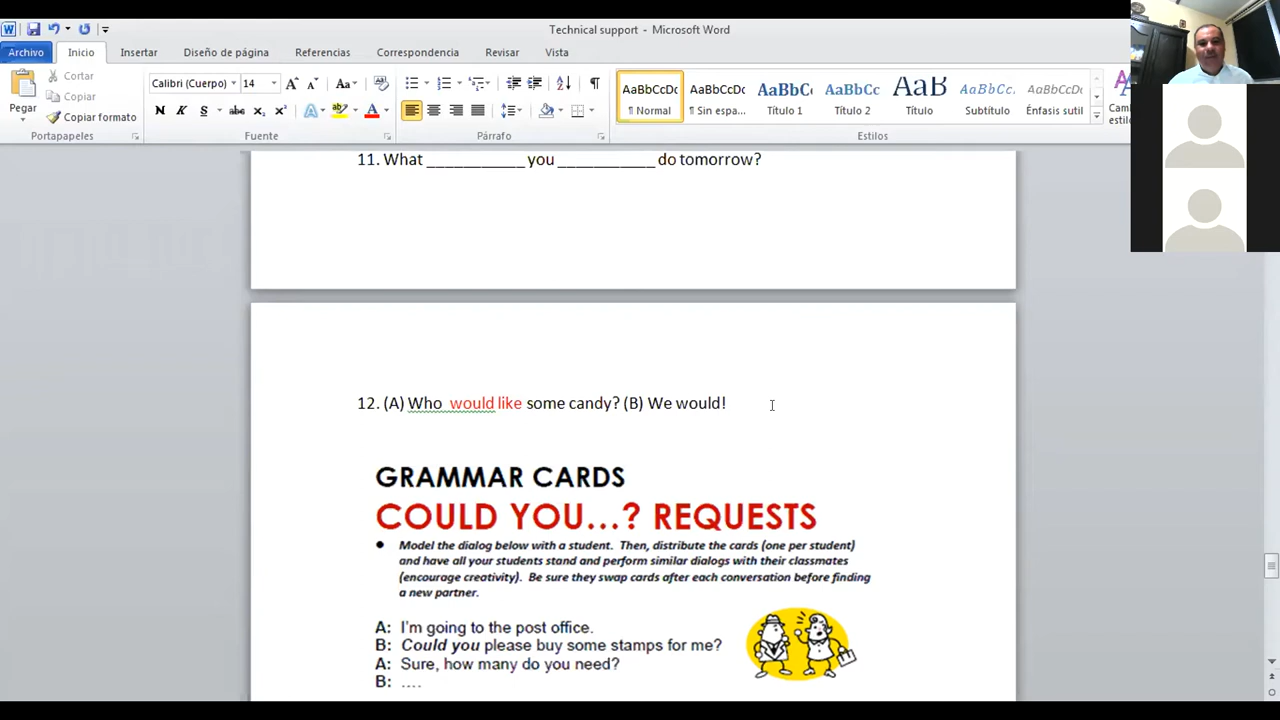 Technical support - Microsoft Word
Archivo Inicio Insertar Diseño de página Referencias Correspondencia Revisar Vista
Pegar
Cortar
Copiar
Copiar formato
Portapapeles
Calibri (Cuerpo) 14
N K S abc x₂ x²
Fuente
Párrafo
AaBbCcDc AaBbCcDc AaBbC AaBbCc AaB AaBbCc. AaBbCcDc
¶ Normal ¶ Sin espa... Título 1 Título 2 Título Subtítulo Énfasis sutil
Estilos
11. What ____________ you ____________ do tomorrow?
12. (A) Who would like some candy? (B) We would!
GRAMMAR CARDS
COULD YOU...? REQUESTS
• Model the dialog below with a student. Then, distribute the cards (one per student)
and have all your students stand and perform similar dialogs with their classmates
(encourage creativity). Be sure they swap cards after each conversation before finding
a new partner.
A: I'm going to the post office.
B: Could you please buy some stamps for me?
A: Sure, how many do you need?
B: ....